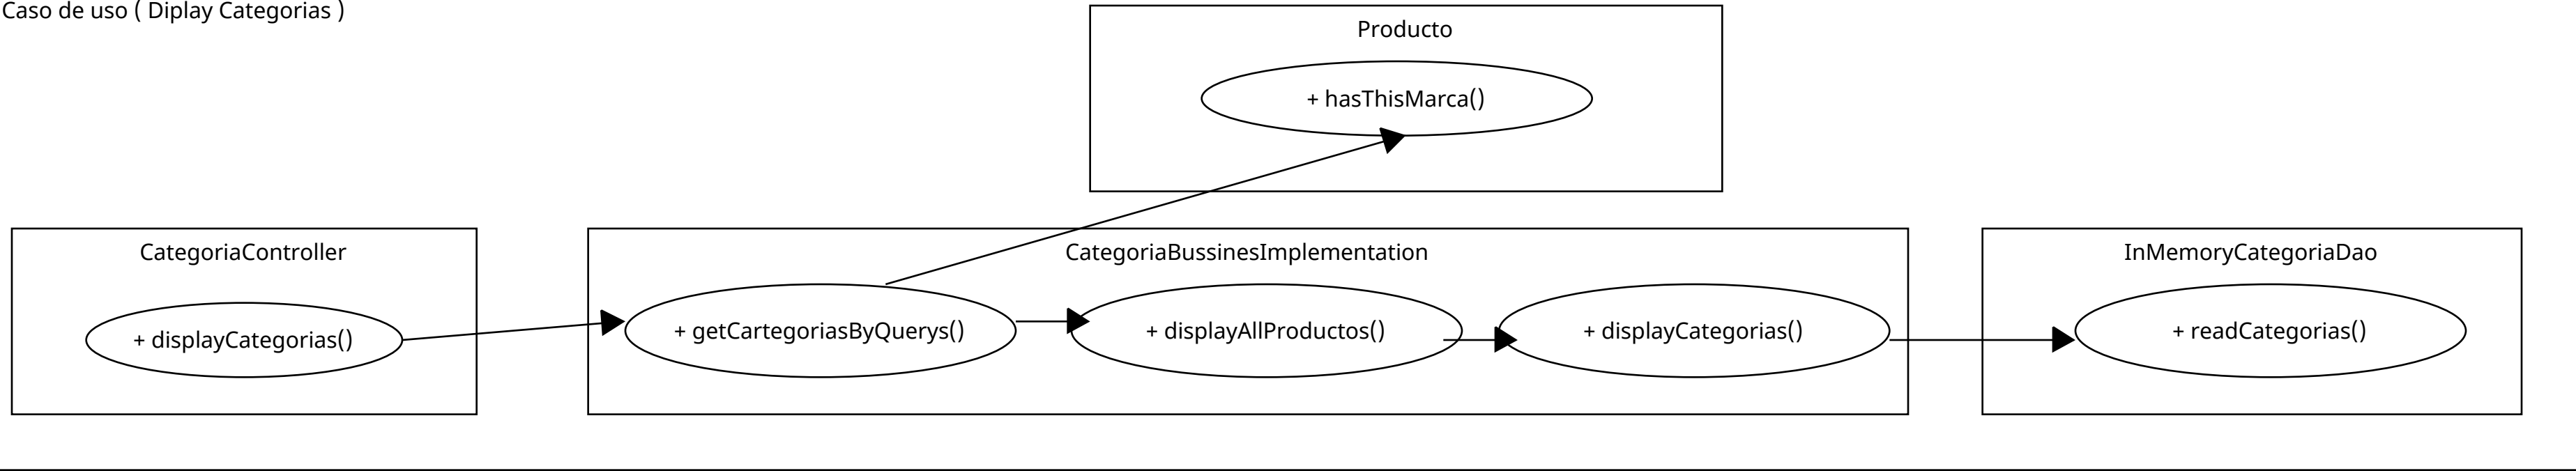 Caso de uso ( Diplay Categorias )
Producto
+ hasThisMarca()
CategoriaController
+ displayCategorias()
CategoriaBussinesImplementation
+ getCartegoriasByQuerys()
+ displayAllProductos()
+ displayCategorias()
InMemoryCategoriaDao
+ readCategorias()